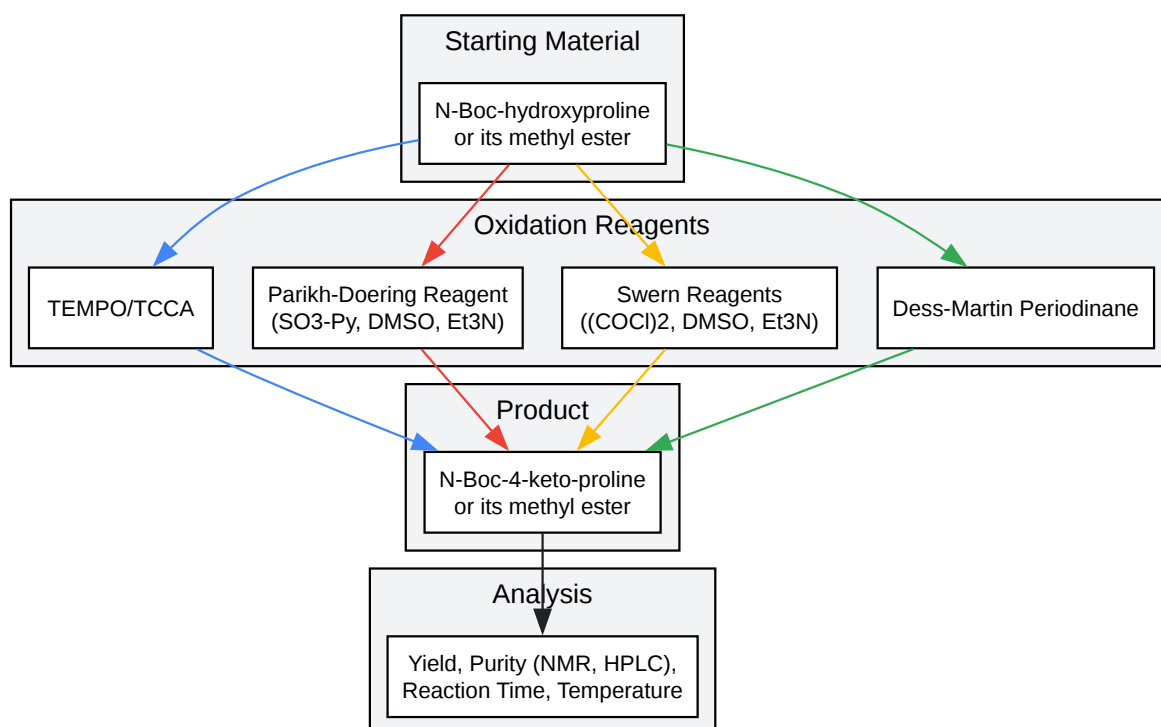 Starting Material
N-Boc-hydroxyproline
or its methyl ester
Oxidation Reagents
TEMPO/TCCA
Parikh-Doering Reagent
(SO3-Py, DMSO, Et3N)
Swern Reagents
((COCl)2, DMSO, Et3N)
Dess-Martin Periodinane
Product
N-Boc-4-keto-proline
or its methyl ester
Analysis
Yield, Purity (NMR, HPLC),
Reaction Time, Temperature